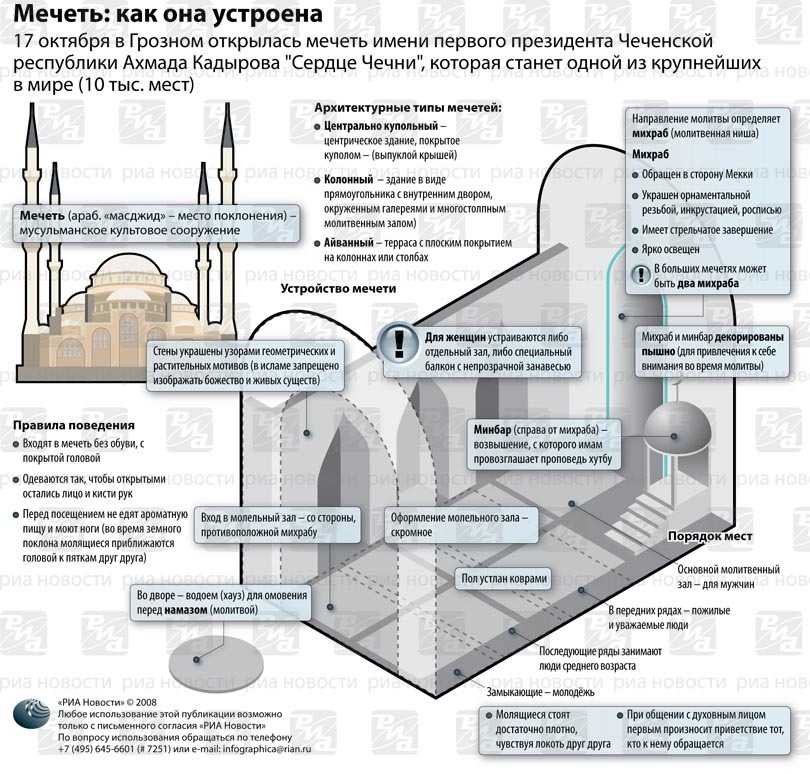 Мечеть: как она устроена
17 октября в Грозном открылась мечеть имени первого президента Чеченской
республики Ахмада Кадырова "Сердце Чечни", которая станет одной из крупнейших
в мире (10 тыс. мест)
Мечеть (араб. «масджид» – место поклонения) –
мусульманское культовое сооружение
Архитектурные типы мечетей:
Центрально купольный –
центрическое здание, покрытое
куполом – (выпуклой крышей)
Колонный – здание в виде
прямоугольника с внутренним двором,
окруженным галереями и многостолпным
молитвенным залом)
Айванный – терраса с плоским покрытием
на колоннах или столбах
Направление молитвы определяет
михраб (молитвенная ниша)
Михраб
Обращен в сторону Мекки
Украшен орнаментальной
резьбой, инкрустацией, росписью
Имеет стрельчатое завершение
Ярко освещен
! В больших мечетях может
быть два михраба
Устройство мечети
Стены украшены узорами геометрических и
растительных мотивов (в исламе запрещено
изображать божество и живых существ)
! Для женщин устраиваются либо
отдельный зал, либо специальный
балкон с непрозрачной занавесью
Михраб и минбар декорированы
пышно (для привлечения к себе
внимания во время молитвы)
Минбар (справа от михраба) –
возвышение, с которого имам
провозглашает проповедь хутбу
Правила поведения
Входят в мечеть без обуви, с
покрытой головой
Одеваются так, чтобы открытыми
остались лицо и кисти рук
Перед посещением не едят ароматную
пищу и моют ноги (во время земного
поклона молящиеся приближаются
головой к пяткам друг друга)
Вход в молельный зал – со стороны,
противоположной михрабу
Оформление молельного зала –
скромное
Пол устлан коврами
Во дворе – водоем (хауз) для омовения
перед намазом (молитвой)
Порядок мест
Основной молитвенный
зал – для мужчин
В передних рядах – пожилые
и уважаемые люди
Последующие ряды занимают
люди среднего возраста
Замыкающие – молодёжь
Молящиеся стоят
достаточно плотно,
чувствуя локоть друг друга
При общении с духовным лицом
первым произносит приветствие тот,
кто к нему обращается
«РИА Новости» © 2008
Любое использование этой публикации возможно
только с письменного согласия «РИА Новости»
По вопросу использования обращаться по телефону
+7 (495) 645-6601 (# 7251) или e-mail: infographica@rian.ru